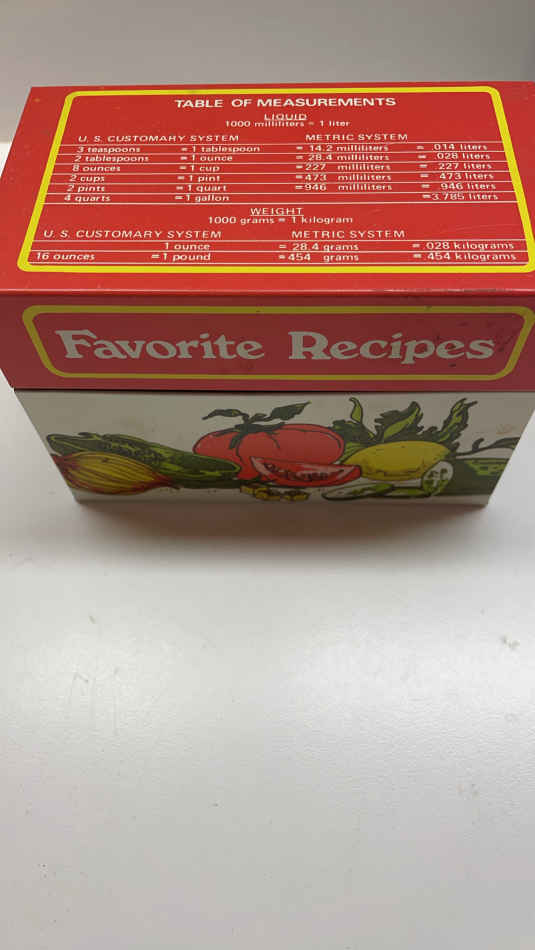 TABLE OF MEASUREMENTS
LIQUID
1000 milliliters = 1 liter
U. S. CUSTOMARY SYSTEM METRIC SYSTEM
3 teaspoons = 1 tablespoon = 14.2 milliliters = .014 liters
2 tablespoons = 1 ounce = 28.4 milliliters = .028 liters
8 ounces = 1 cup = 227 milliliters = .227 liters
2 cups = 1 pint = 473 milliliters = .473 liters
2 pints = 1 quart = 946 milliliters = .946 liters
4 quarts = 1 gallon = 3.785 liters
WEIGHT
1000 grams = 1 kilogram
U. S. CUSTOMARY SYSTEM METRIC SYSTEM
1 ounce = 28.4 grams = .028 kilograms
16 ounces = 1 pound = 454 grams = .454 kilograms
Favorite Recipes